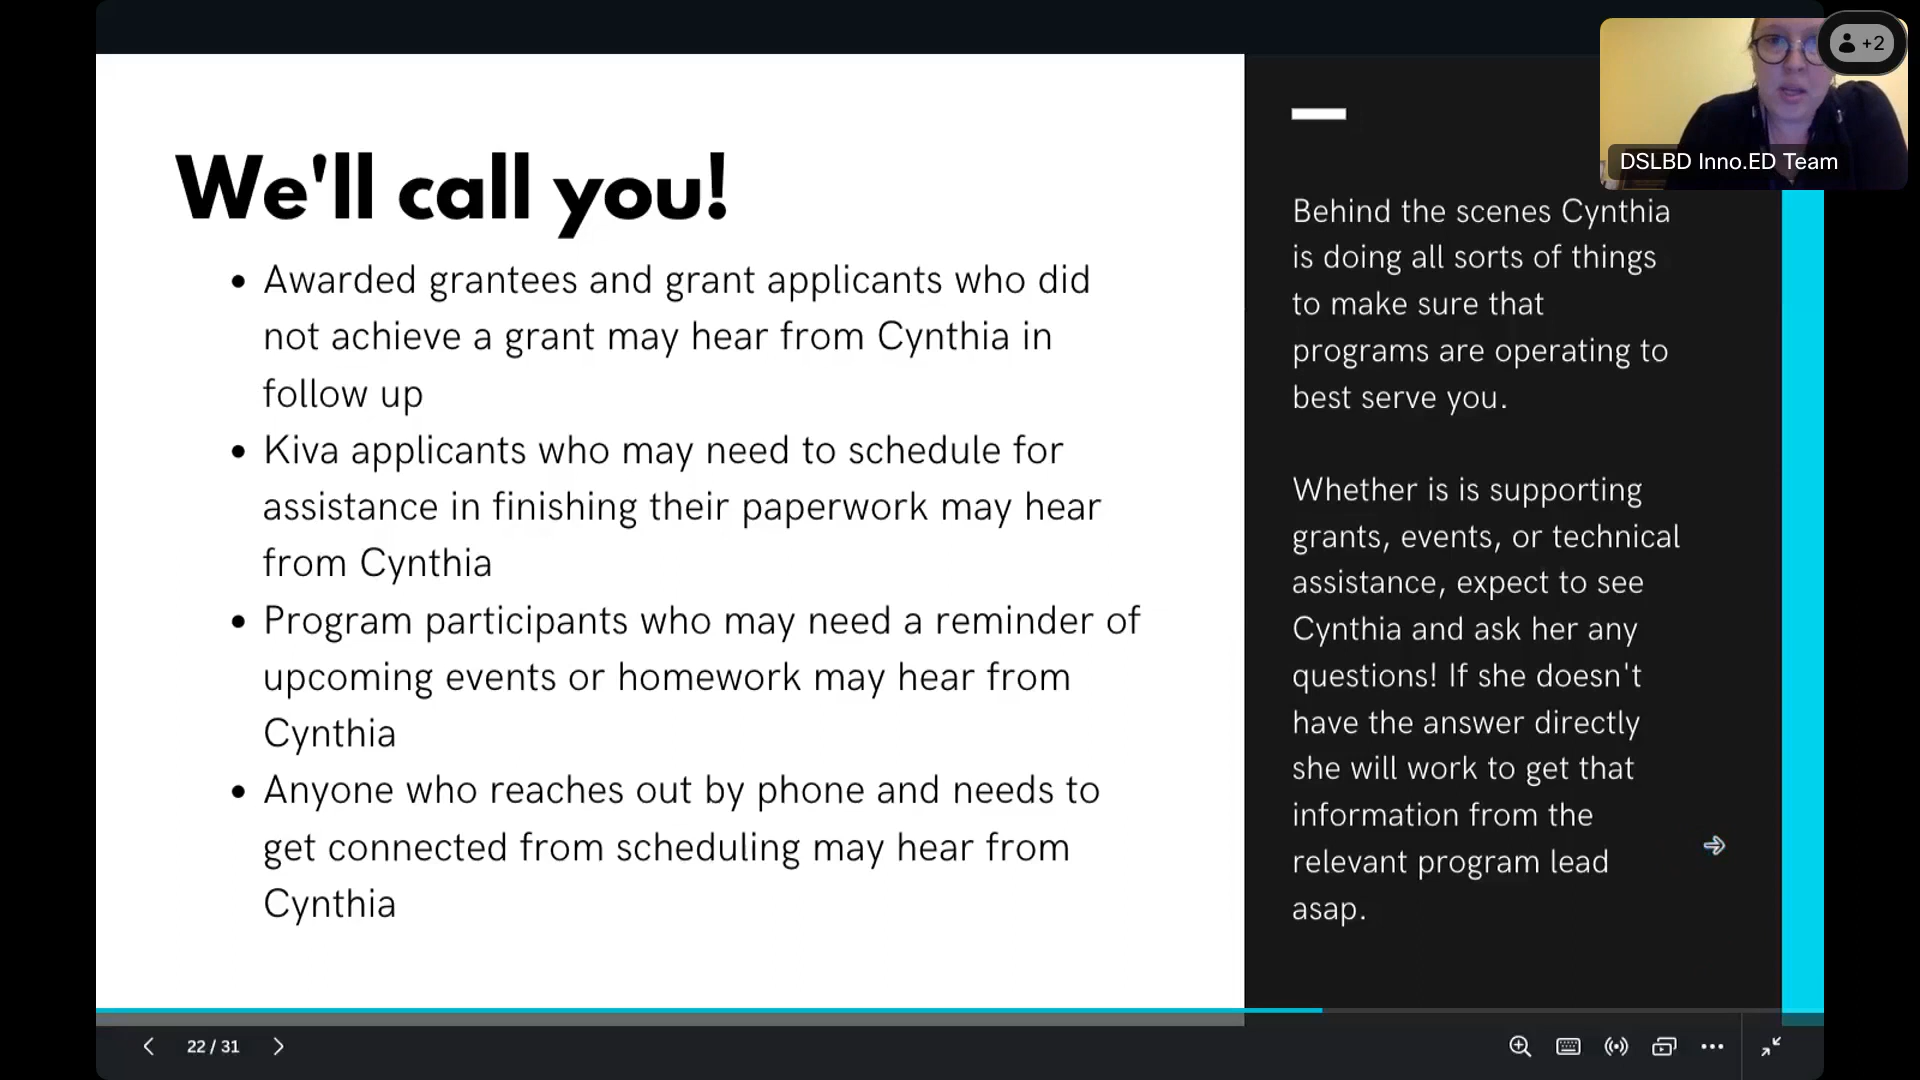 We'll call you!
• Awarded grantees and grant applicants who did
not achieve a grant may hear from Cynthia in
follow up
• Kiva applicants who may need to schedule for
assistance in finishing their paperwork may hear
from Cynthia
• Program participants who may need a reminder of
upcoming events or homework may hear from
Cynthia
• Anyone who reaches out by phone and needs to
get connected from scheduling may hear from
Cynthia
+2
DSLBD Inno.ED Team
Behind the scenes Cynthia
is doing all sorts of things
to make sure that
programs are operating to
best serve you.
Whether is is supporting
grants, events, or technical
assistance, expect to see
Cynthia and ask her any
questions! If she doesn't
have the answer directly
she will work to get that
information from the
relevant program lead
asap.
22 / 31